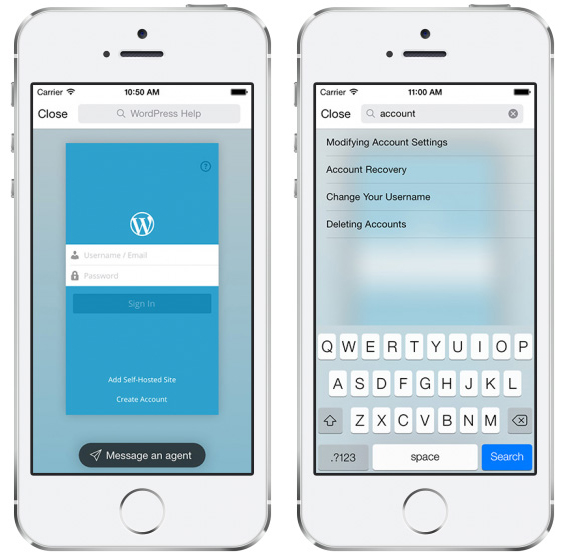 Carrier 10:50 AM
Close WordPress Help
?
W
Username / Email
Password
Sign In
Add Self-Hosted Site
Create Account
Message an agent
Carrier 11:00 AM
Close account
Modifying Account Settings
Account Recovery
Change Your Username
Deleting Accounts
Q W E R T Y U I O P
A S D F G H J K L
Z X C V B N M
.?123 space Search